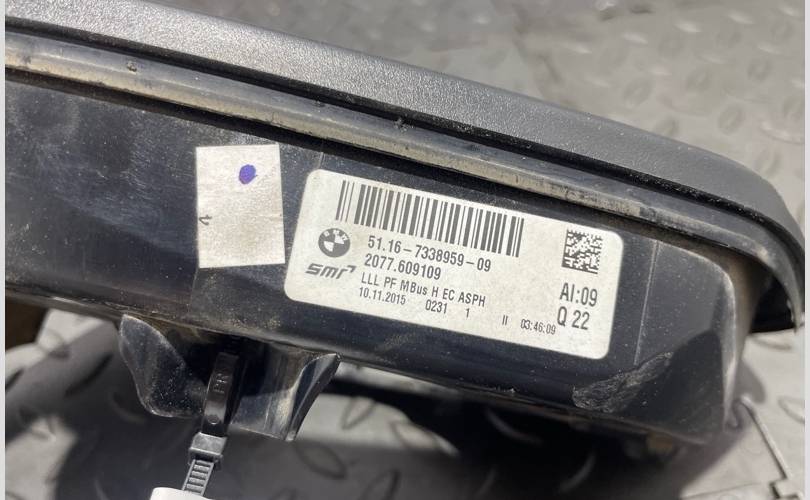 51.16-7338959-09
2077.609109
smr
LLL PF MBus H EC ASPH
10.11.2015 0231 1 II 03:46:09
AI:09
Q 22